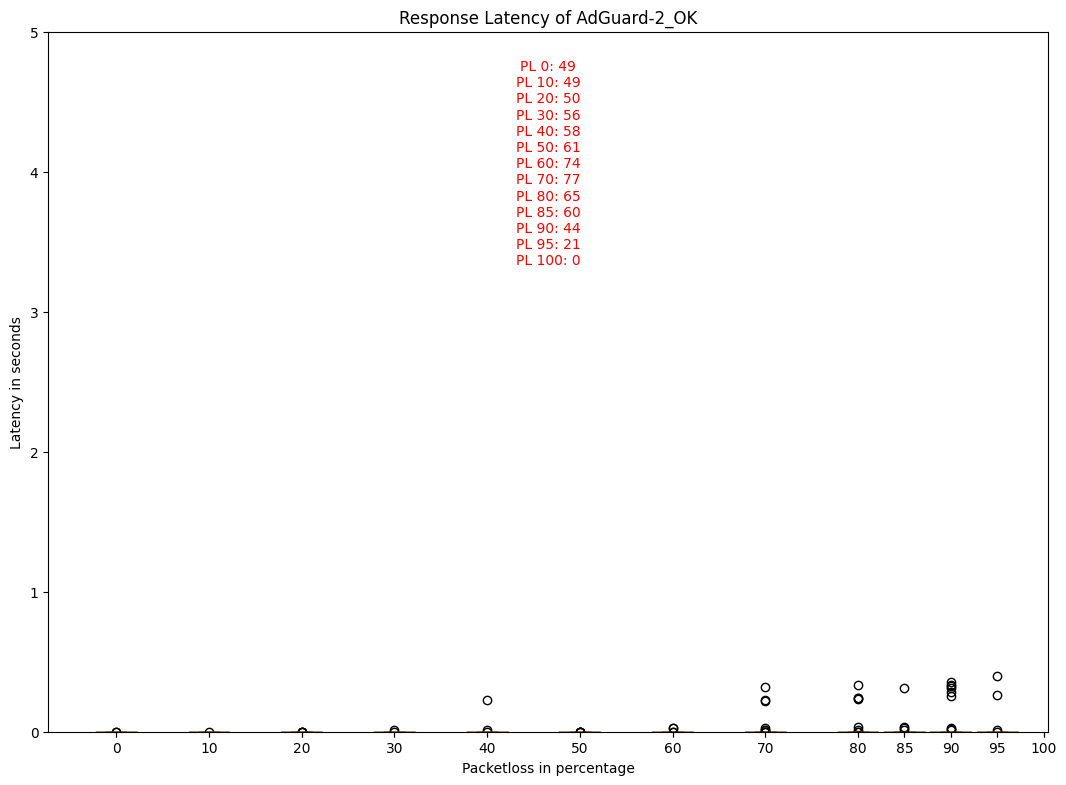 Response Latency of AdGuard-2_OK
5
PL 0: 49
PL 10: 49
PL 20: 50
PL 30: 56
PL 40: 58
PL 50: 61
PL 60: 74
PL 70: 77
PL 80: 65
PL 85: 60
PL 90: 44
PL 95: 21
PL 100: 0
4
3
Latency in seconds
2
1
0
0 10 20 30 40 50 60 70 80 85 90 95 100
Packetloss in percentage